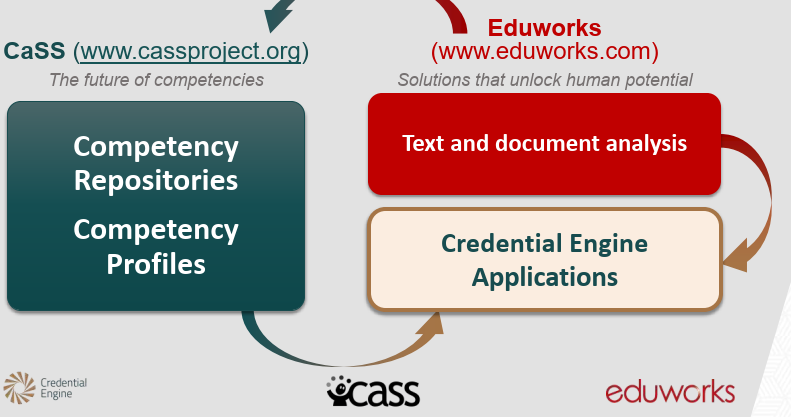 CaSS (www.cassproject.org)
The future of competencies
Competency
Repositories
Competency
Profiles
Eduworks
(www.eduworks.com)
Solutions that unlock human potential
Text and document analysis
Credential Engine
Applications
Credential
Engine
cass
eduworks